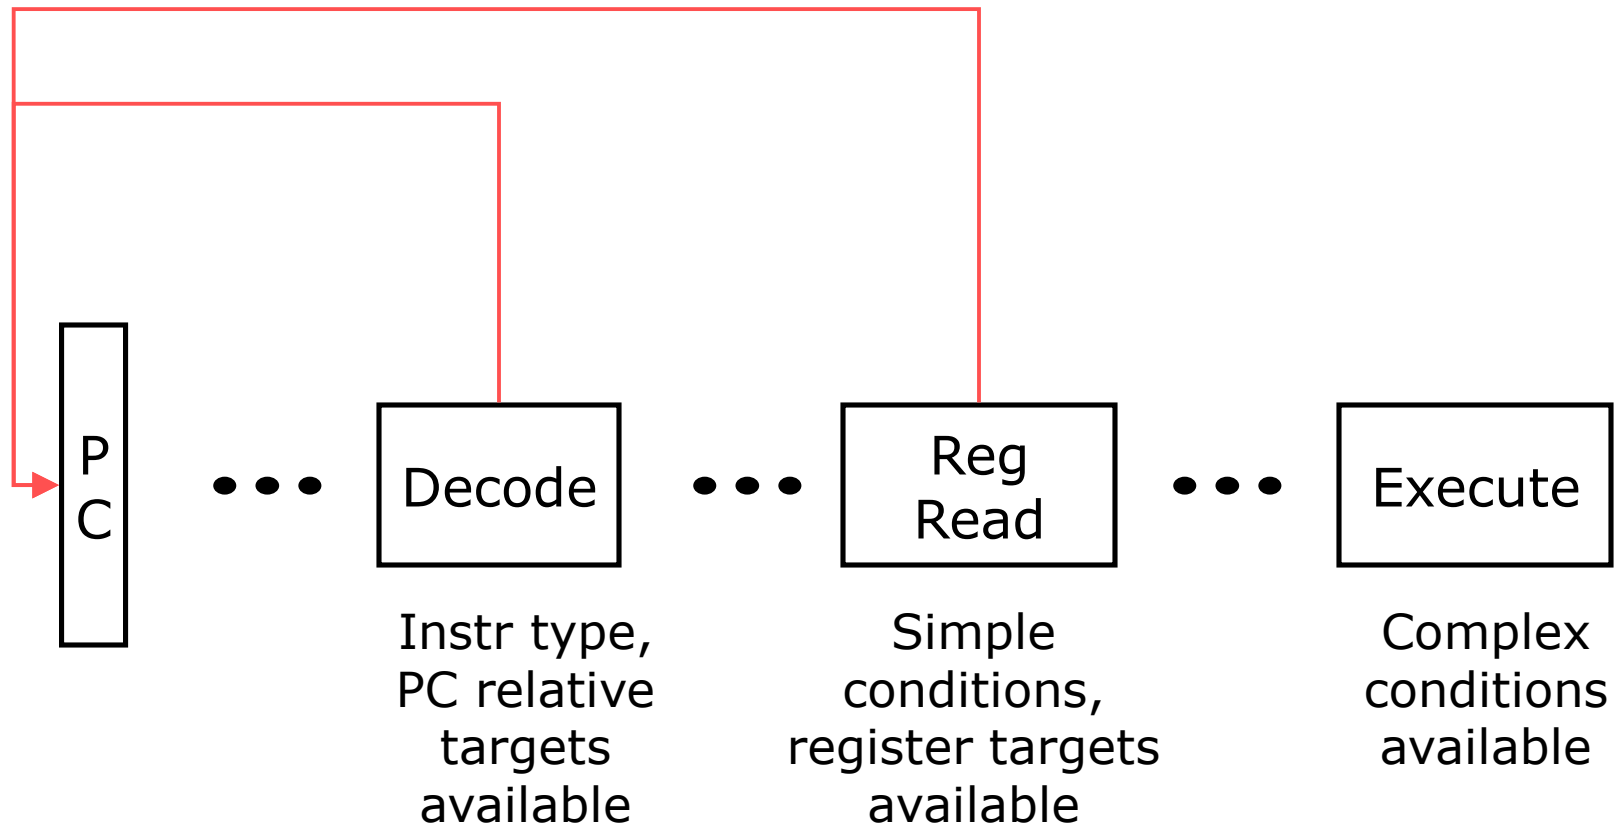 P
C
Decode
Reg
Read
Execute
Instr type,
PC relative
targets
available
Simple
conditions,
register targets
available
Complex
conditions
available